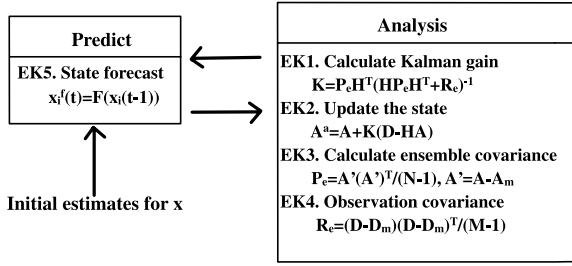 Predict
EK5. State forecast
xᵢᶠ(t)=F(xᵢ(t-1))
Initial estimates for x
Analysis
EK1. Calculate Kalman gain
K=PₑHᵀ(HPₑHᵀ+Rₑ)⁻¹
EK2. Update the state
Aᵃ=A+K(D-HA)
EK3. Calculate ensemble covariance
Pₑ=A'(A')ᵀ/(N-1), A'=A-Aₘ
EK4. Observation covariance
Rₑ=(D-Dₘ)(D-Dₘ)ᵀ/(M-1)